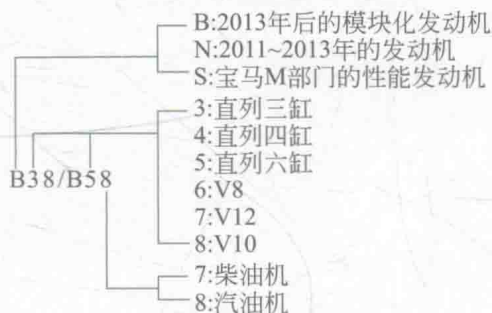 B:2013年后的模块化发动机
N:2011~2013年的发动机
S:宝马M部门的性能发动机
3:直列三缸
4:直列四缸
5:直列六缸
B38/B58
6:V8
7:V12
8:V10
7:柴油机
8:汽油机